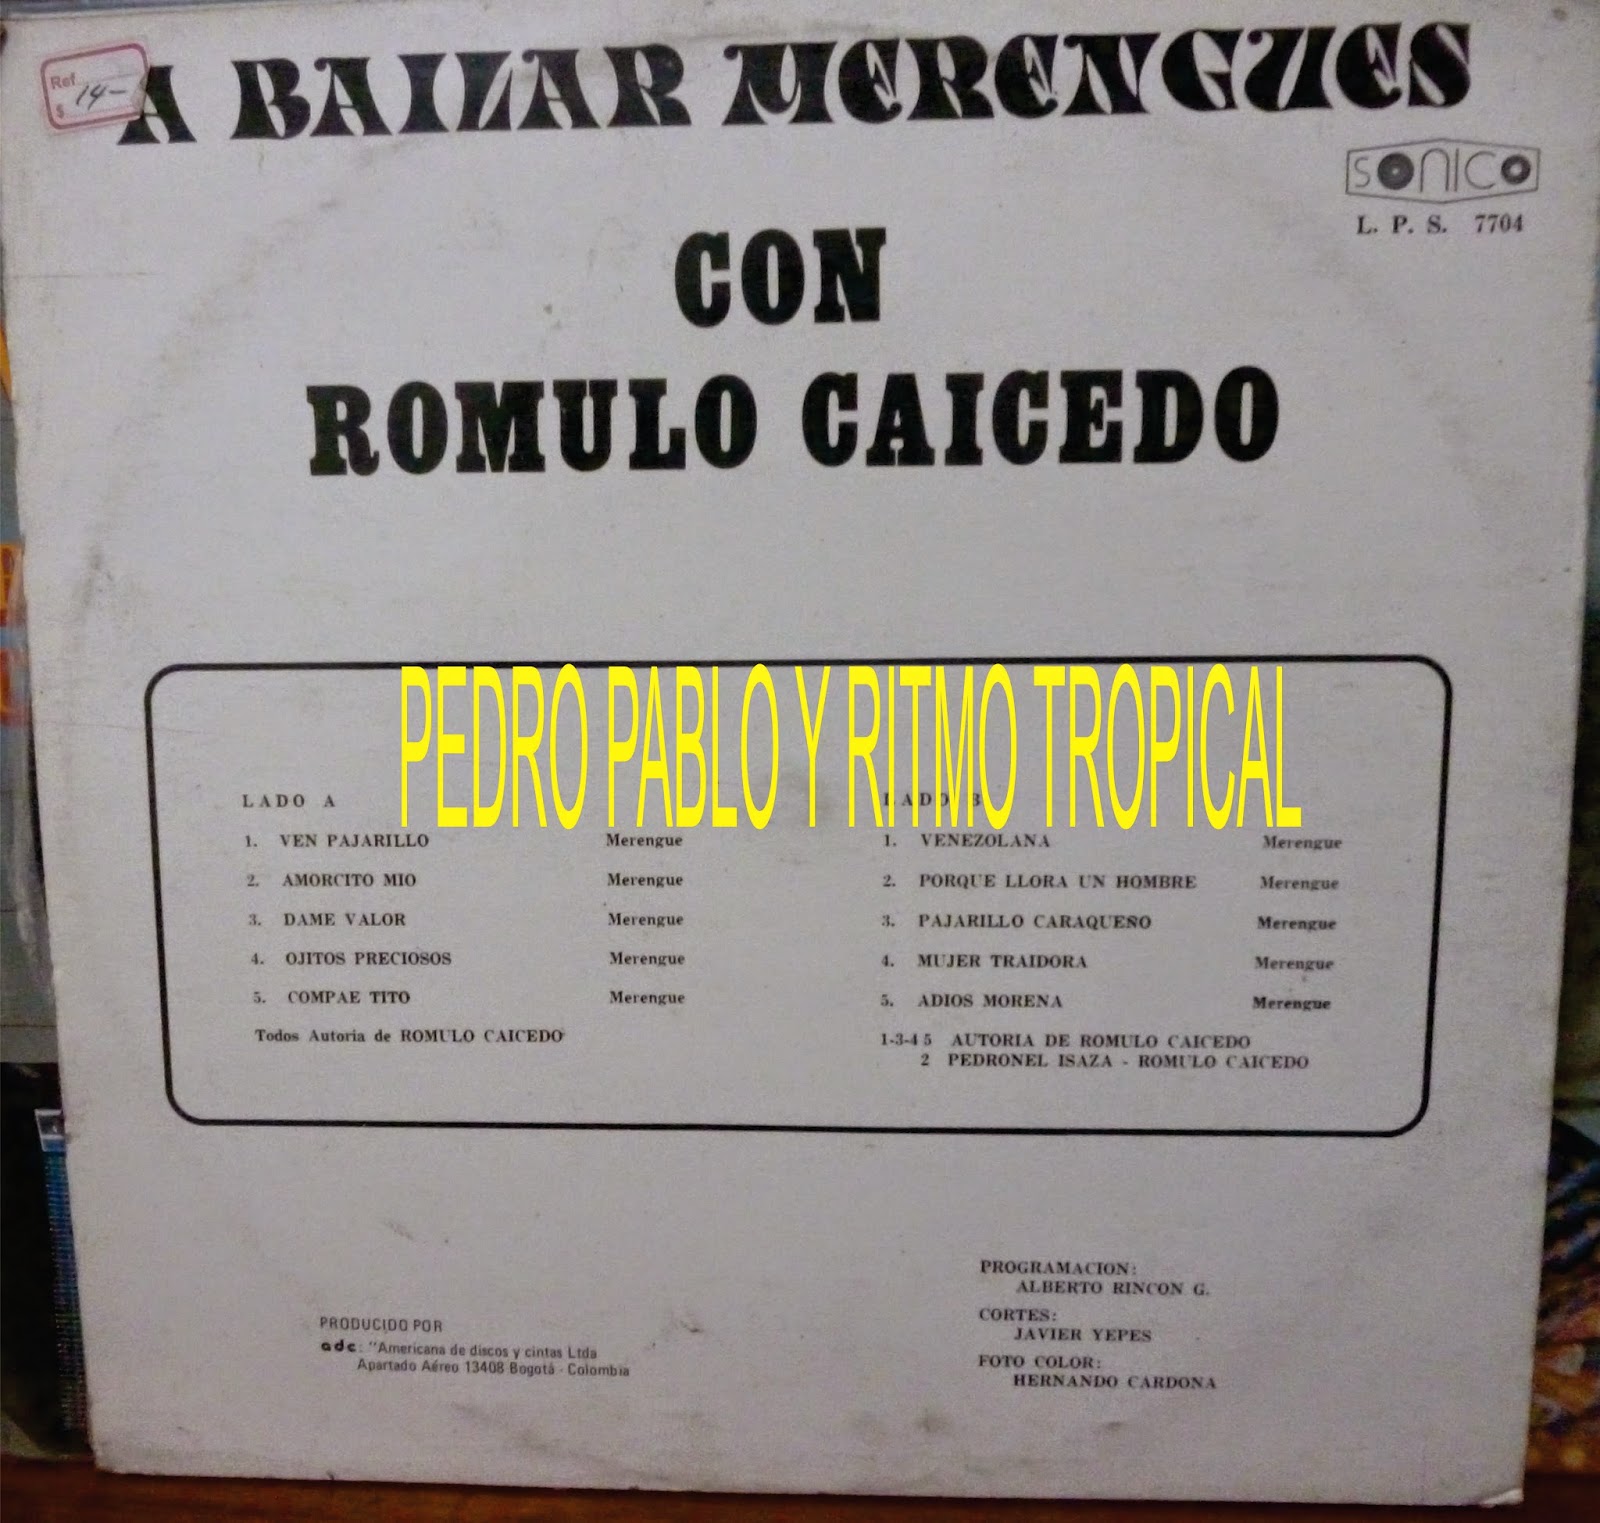 Ref. 14-
$
A BAILAR MERENGUES
SONICO
L. P. S. 7704
CON
ROMULO CAICEDO
PEDRO PABLO Y RITMO TROPICAL
LADO A
1. VEN PAJARILLO Merengue
2. AMORCITO MIO Merengue
3. DAME VALOR Merengue
4. OJITOS PRECIOSOS Merengue
5. COMPAE TITO Merengue
Todos Autoria de ROMULO CAICEDO
LADO B
1. VENEZOLANA Merengue
2. PORQUE LLORA UN HOMBRE Merengue
3. PAJARILLO CARAQUEÑO Merengue
4. MUJER TRAIDORA Merengue
5. ADIOS MORENA Merengue
1-3-4 5 AUTORIA DE ROMULO CAICEDO
2 PEDRONEL ISAZA - ROMULO CAICEDO
PRODUCIDO POR
adc: "Americana de discos y cintas Ltda
Apartado Aéreo 13408 Bogotá - Colombia
PROGRAMACION:
ALBERTO RINCON G.
CORTES:
JAVIER YEPES
FOTO COLOR:
HERNANDO CARDONA